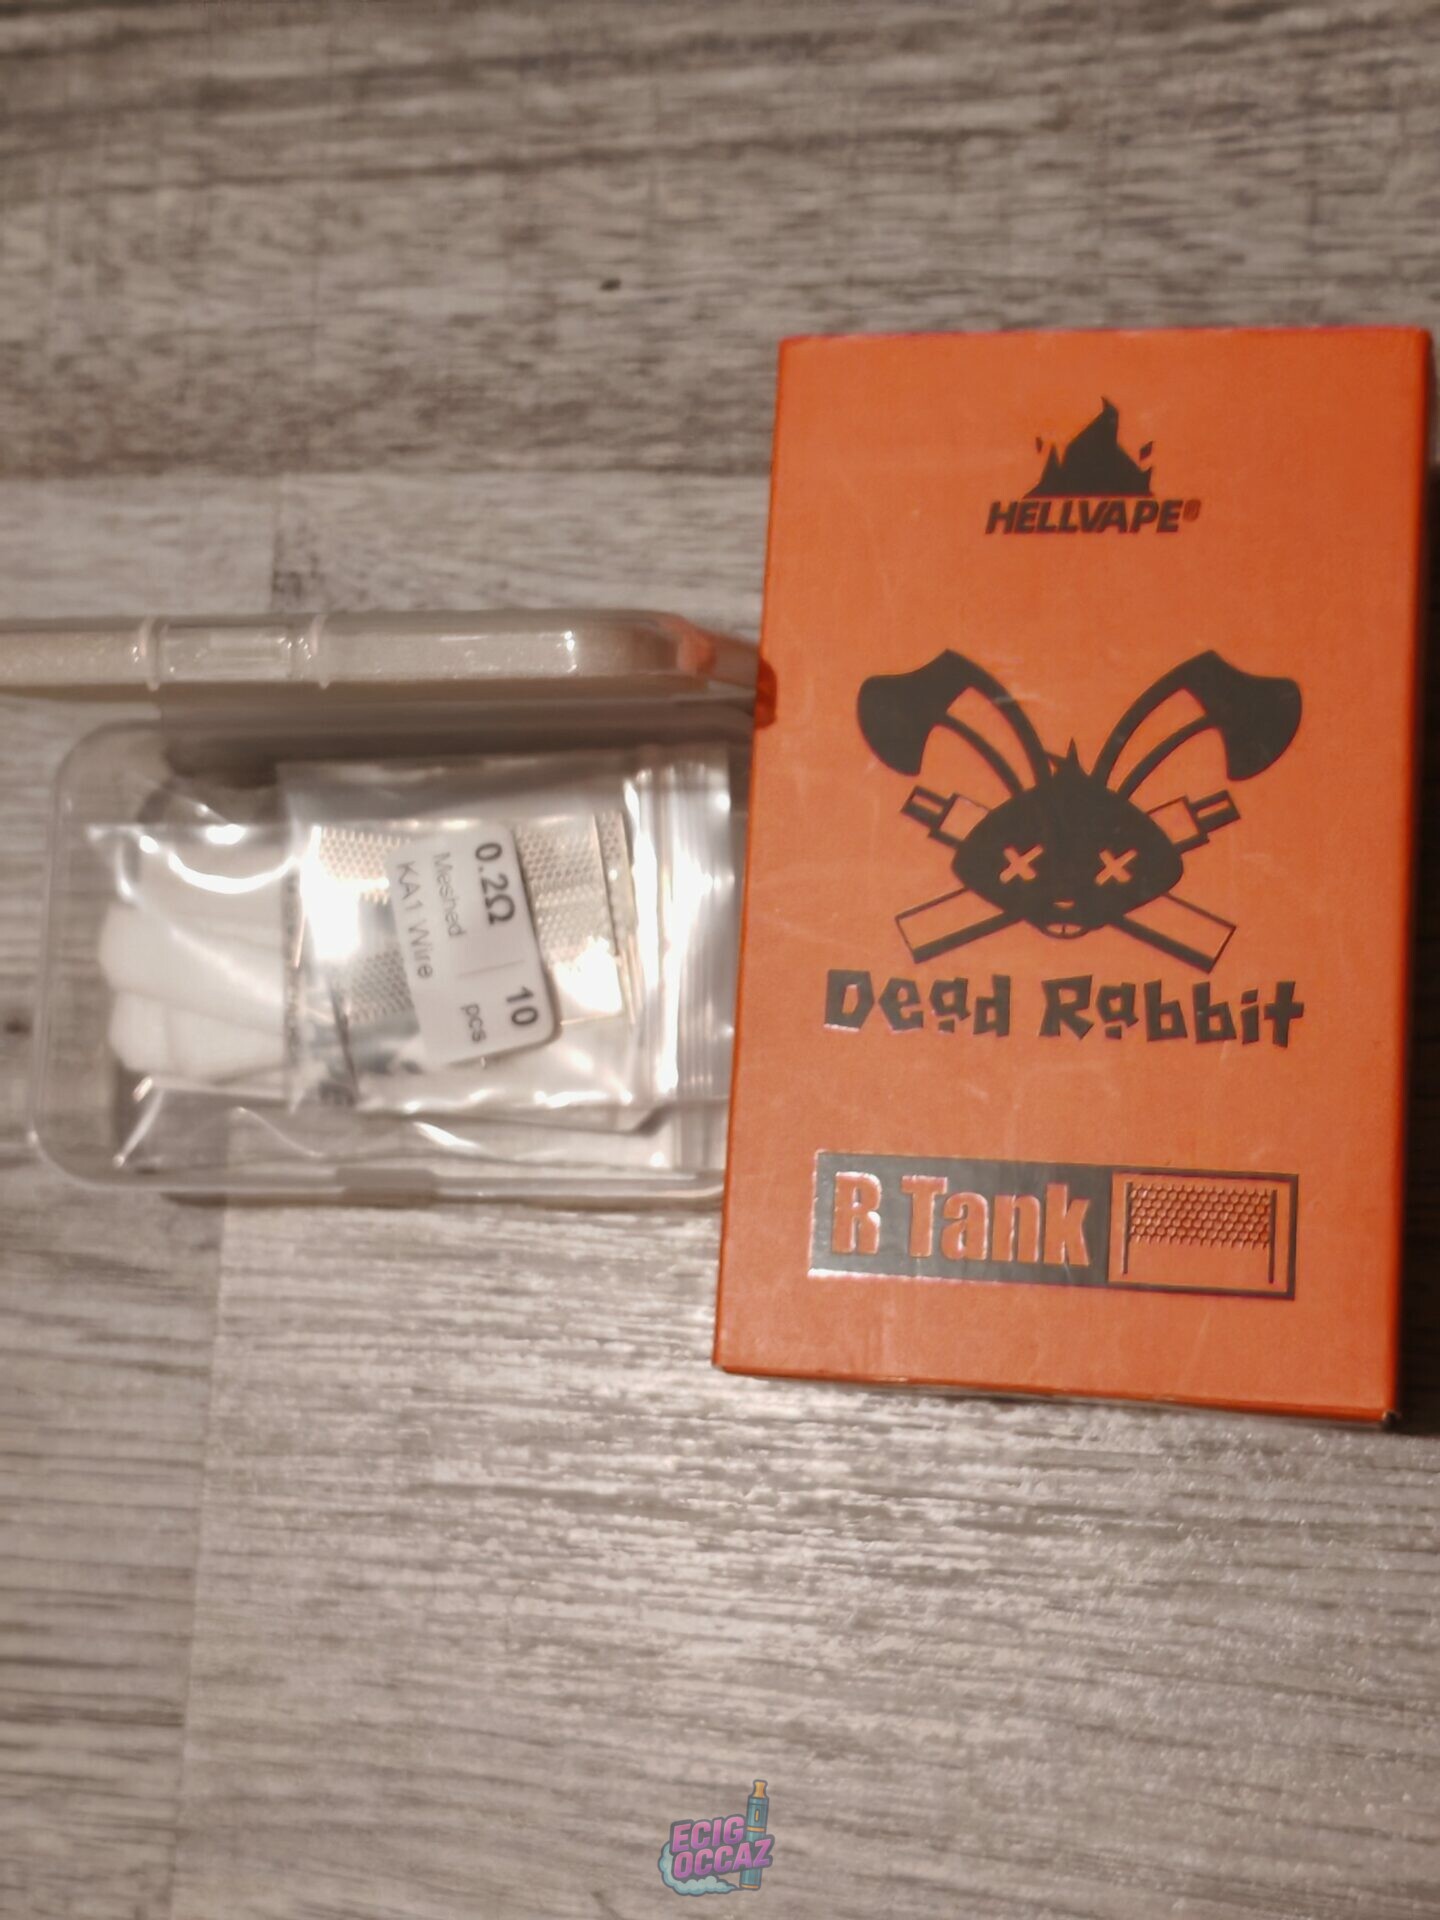 HELLVAPE®
Dead Rabbit
R Tank
0.2Ω
Meshed
KA1 Wire
10
pcs
ECIG
OCCAZ